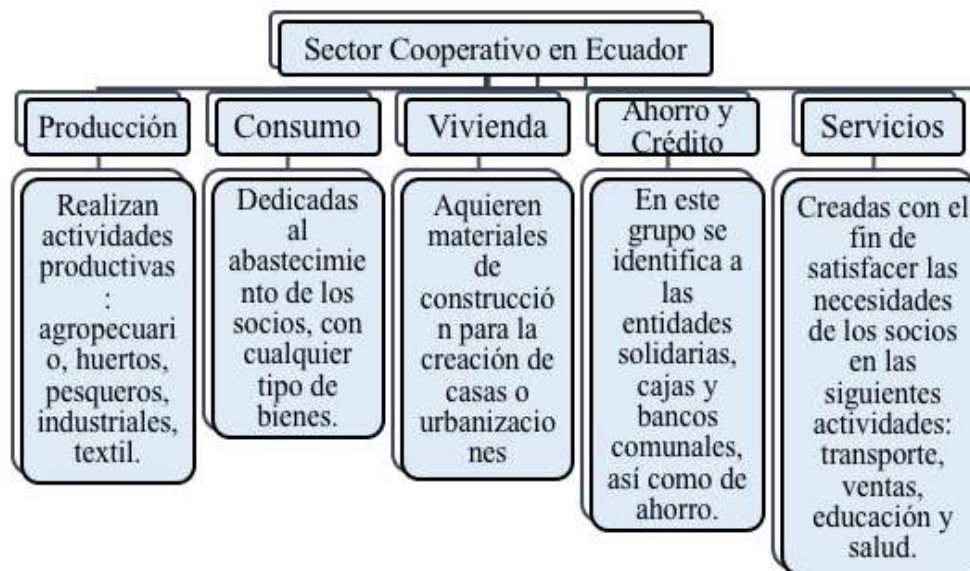 Sector Cooperativo en Ecuador
Producción
Consumo
Vivienda
Ahorro y
Crédito
Servicios
Realizan
actividades
productivas
:
agropecuari
o, huertos,
pesqueros,
industriales,
textil.
Dedicadas
al
abastecimie
nto de los
socios, con
cualquier
tipo de
bienes.
Aquieren
materiales
de
construcció
n para la
creación de
casas o
urbanizacio
nes
En este
grupo se
identifica a
las
entidades
solidarias,
cajas y
bancos
comunales,
así como de
ahorro.
Creadas con el
fin de
satisfacer las
necesidades
de los socios
en las
siguientes
actividades:
transporte,
ventas,
educación y
salud.